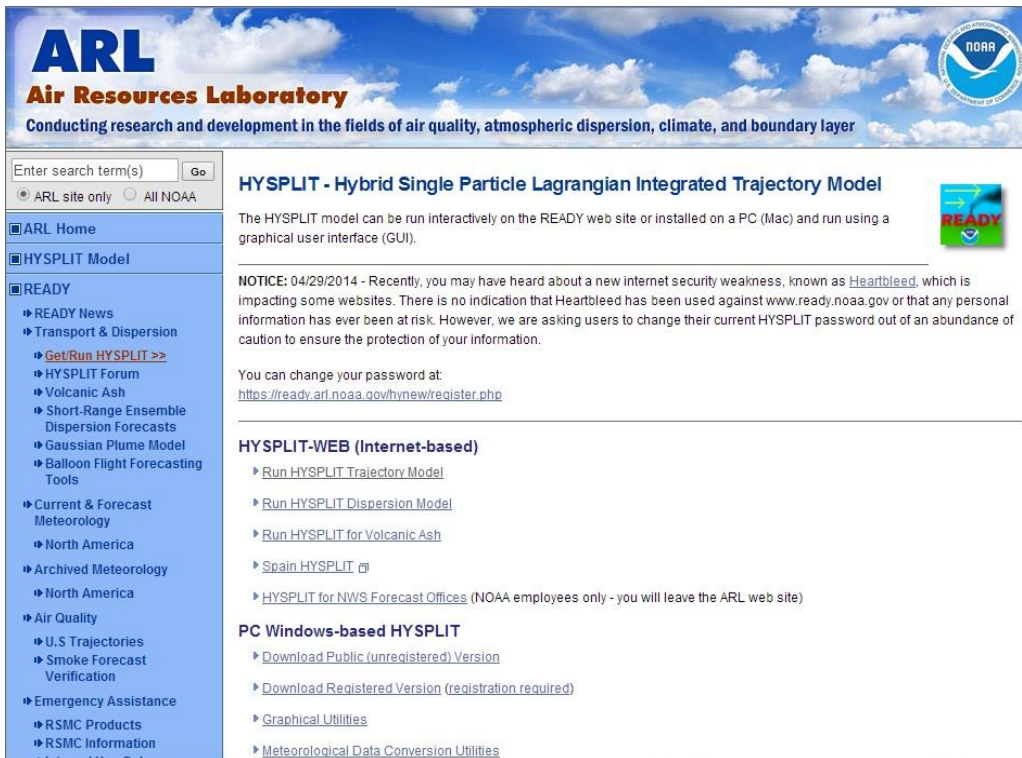 ARL
Air Resources Laboratory
Conducting research and development in the fields of air quality, atmospheric dispersion, climate, and boundary layer
NOAA
Enter search term(s)
Go
ARL site only
All NOAA
ARL Home
HYSPLIT Model
READY
READY News
Transport & Dispersion
Get/Run HYSPLIT >>
HYSPLIT Forum
Volcanic Ash
Short-Range Ensemble
Dispersion Forecasts
Gaussian Plume Model
Balloon Flight Forecasting
Tools
Current & Forecast
Meteorology
North America
Archived Meteorology
North America
Air Quality
U.S Trajectories
Smoke Forecast
Verification
Emergency Assistance
RSMC Products
RSMC Information
HYSPLIT - Hybrid Single Particle Lagrangian Integrated Trajectory Model
READY
The HYSPLIT model can be run interactively on the READY web site or installed on a PC (Mac) and run using a
graphical user interface (GUI).
NOTICE: 04/29/2014 - Recently, you may have heard about a new internet security weakness, known as Heartbleed, which is
impacting some websites. There is no indication that Heartbleed has been used against www.ready.noaa.gov or that any personal
information has ever been at risk. However, we are asking users to change their current HYSPLIT password out of an abundance of
caution to ensure the protection of your information.
You can change your password at:
https://ready.arl.noaa.gov/hynew/register.php
HYSPLIT-WEB (Internet-based)
Run HYSPLIT Trajectory Model
Run HYSPLIT Dispersion Model
Run HYSPLIT for Volcanic Ash
Spain HYSPLIT
HYSPLIT for NWS Forecast Offices (NOAA employees only - you will leave the ARL web site)
PC Windows-based HYSPLIT
Download Public (unregistered) Version
Download Registered Version (registration required)
Graphical Utilities
Meteorological Data Conversion Utilities